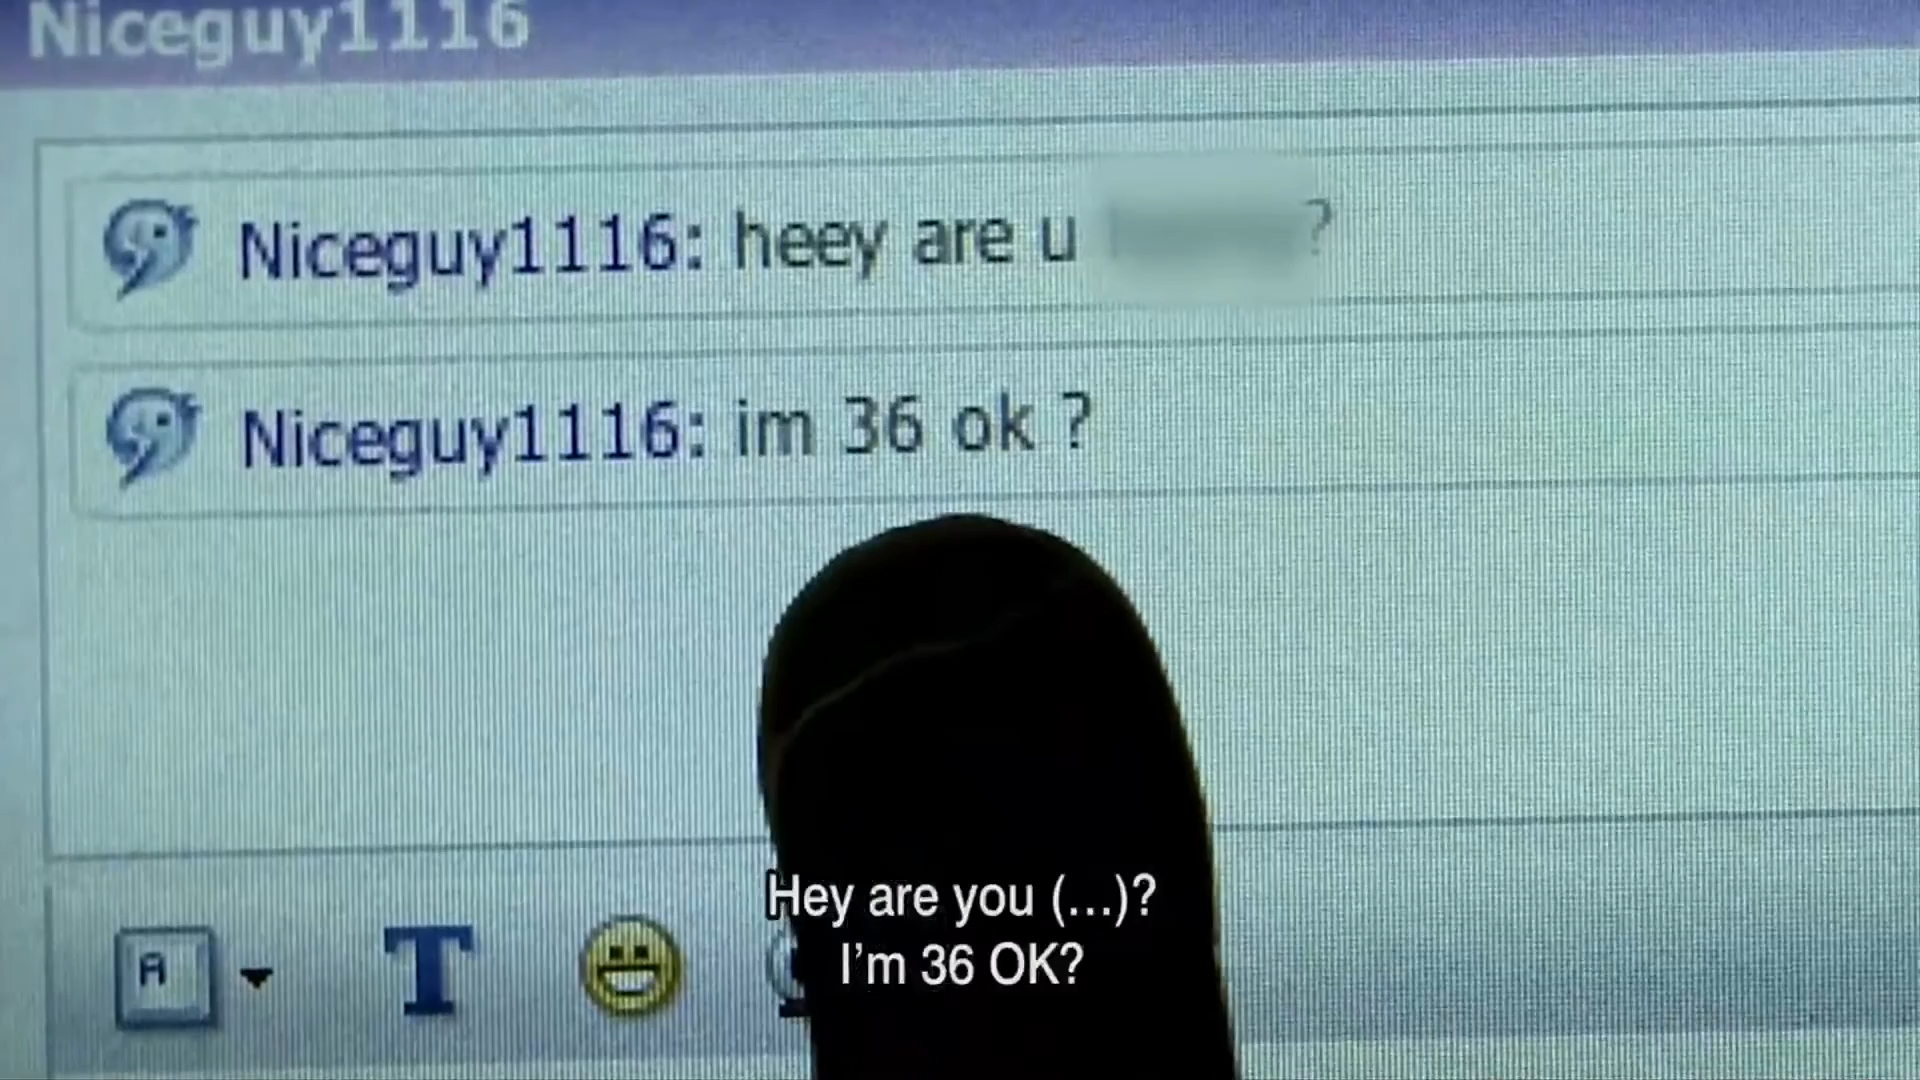 Niceguy1116
Niceguy1116: heey are u ?
Niceguy1116: im 36 ok ?
A
T
Hey are you (...)?
I'm 36 OK?